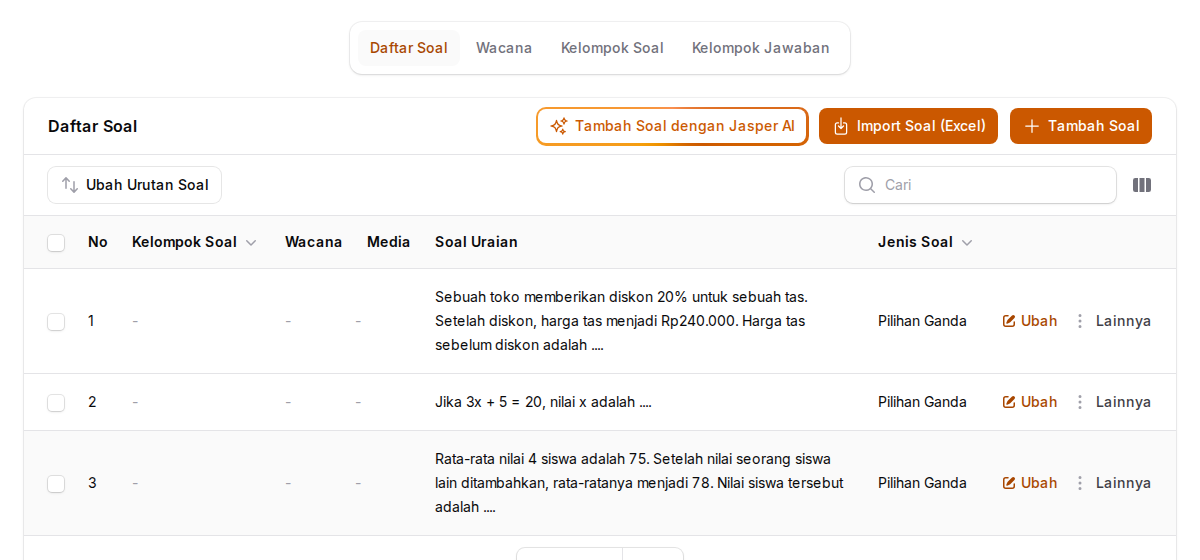 Daftar Soal Wacana Kelompok Soal Kelompok Jawaban
Daftar Soal Tambah Soal dengan Jasper AI Import Soal (Excel) Tambah Soal
Ubah Urutan Soal Cari
No Kelompok Soal Wacana Media Soal Uraian Jenis Soal
Sebuah toko memberikan diskon 20% untuk sebuah tas.
1 - - - Setelah diskon, harga tas menjadi Rp240.000. Harga tas Pilihan Ganda Ubah Lainnya
sebelum diskon adalah ....
2 - - - Jika 3x + 5 = 20, nilai x adalah .... Pilihan Ganda Ubah Lainnya
Rata-rata nilai 4 siswa adalah 75. Setelah nilai seorang siswa
3 - - - lain ditambahkan, rata-ratanya menjadi 78. Nilai siswa tersebut Pilihan Ganda Ubah Lainnya
adalah ....